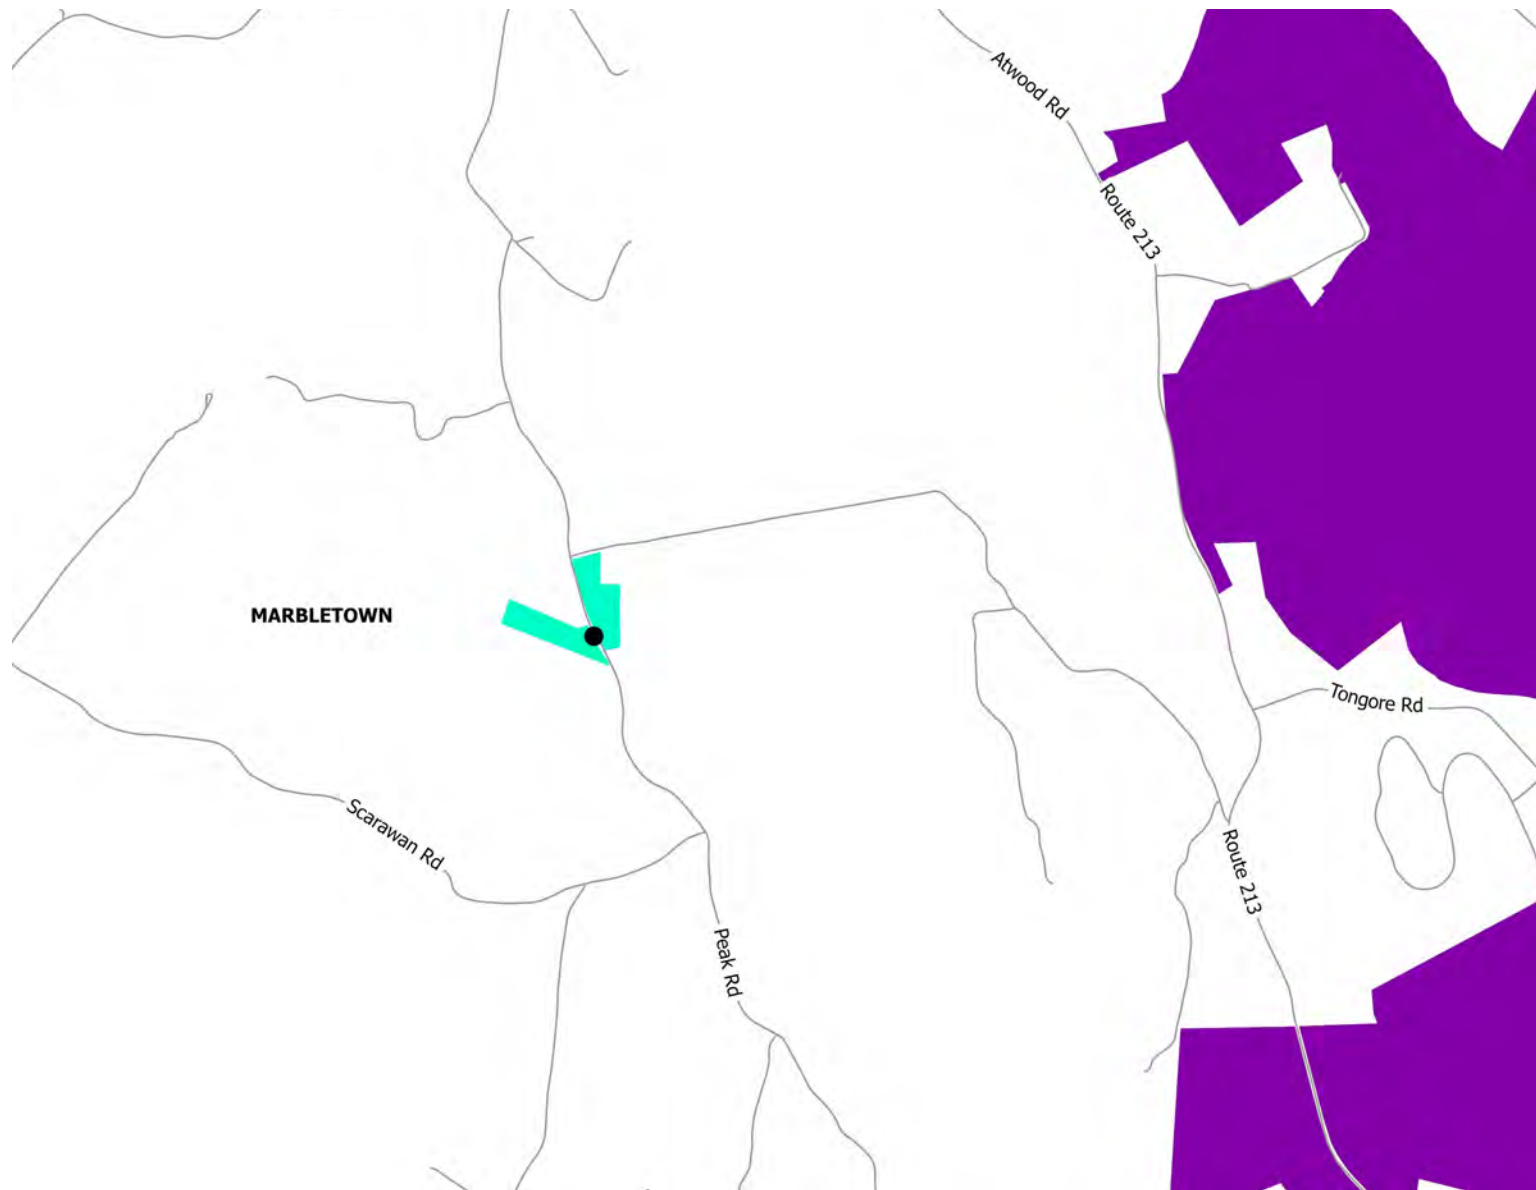 Atwood Rd
Route 213
MARBLETOWN
Tongore Rd
Scarawan Rd
Route 213
Peak Rd